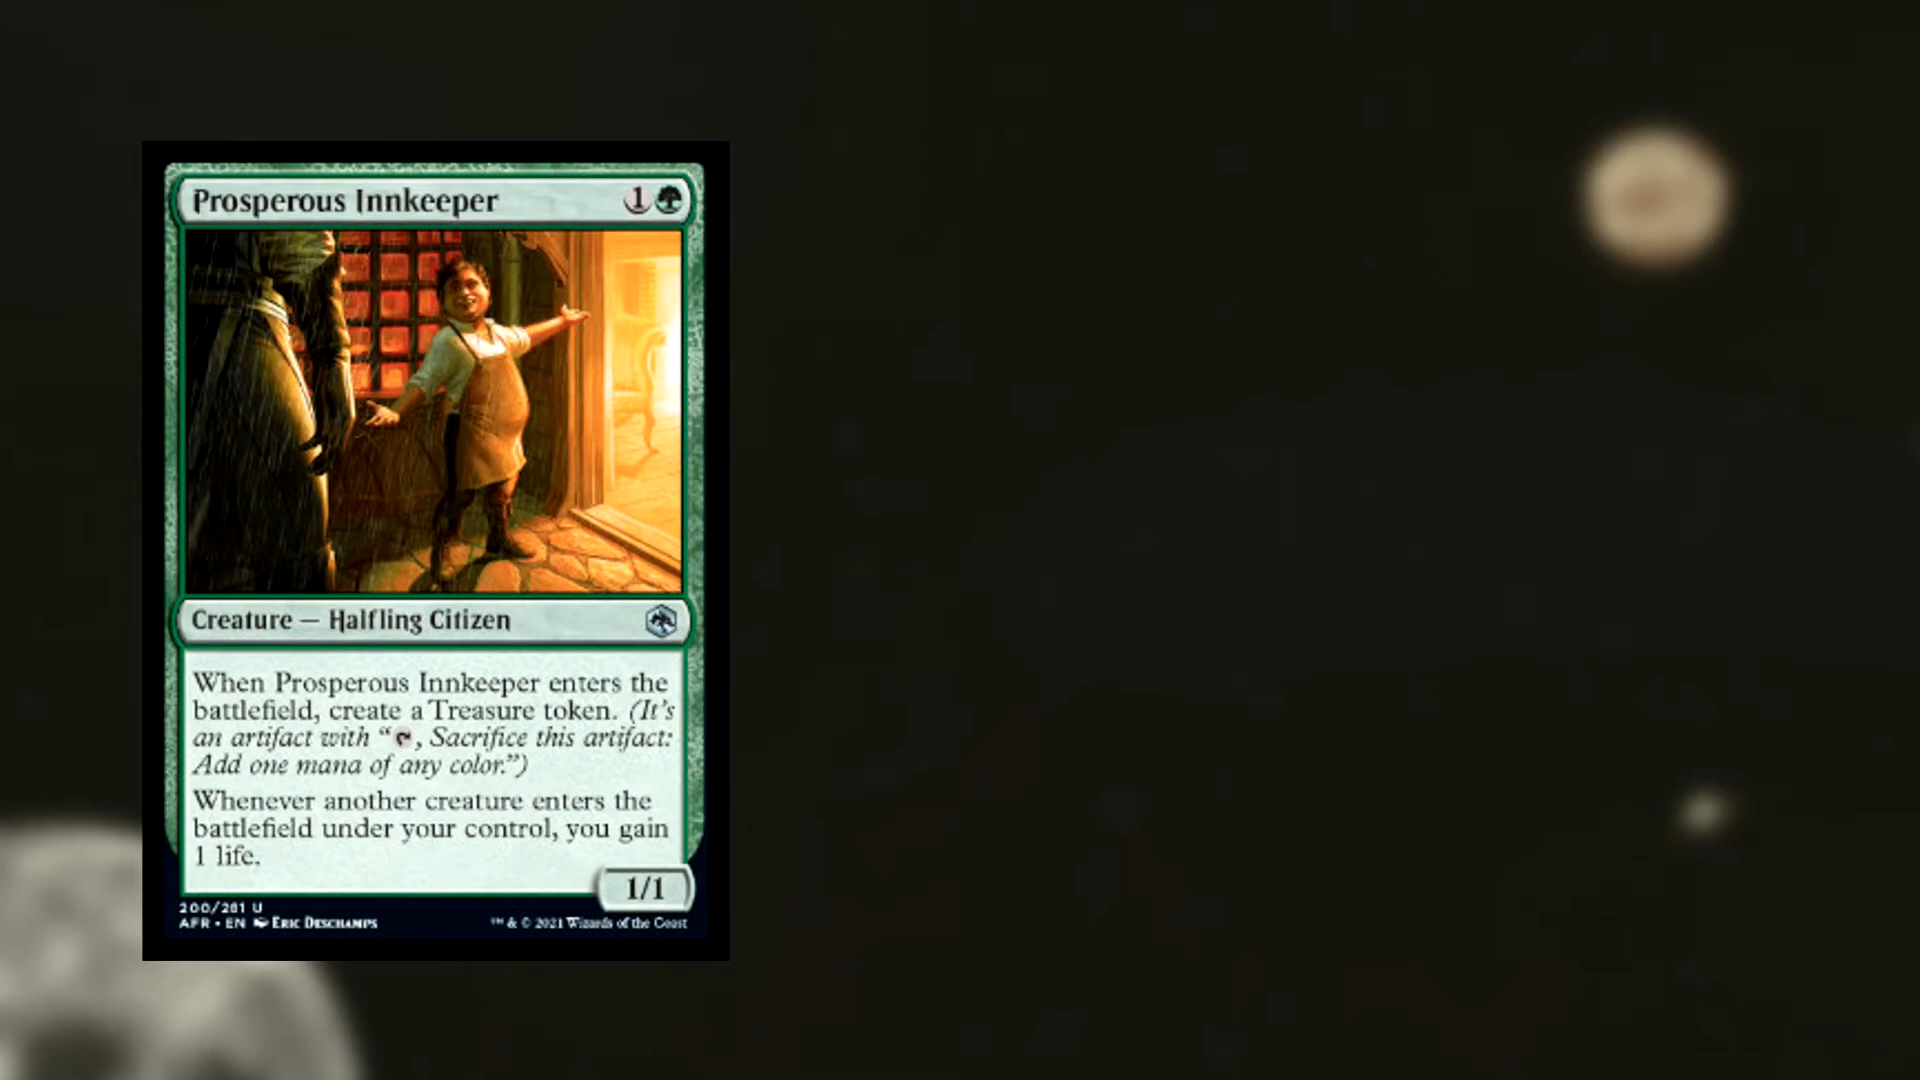 Prosperous Innkeeper 1
Creature — Halfling Citizen
When Prosperous Innkeeper enters the
battlefield, create a Treasure token. (It's
an artifact with “, Sacrifice this artifact:
Add one mana of any color.”)
Whenever another creature enters the
battlefield under your control, you gain
1 life.
1/1
200/281 U
AFR • EN Eric Deschamps
™ & © 2021 Wizards of the Coast